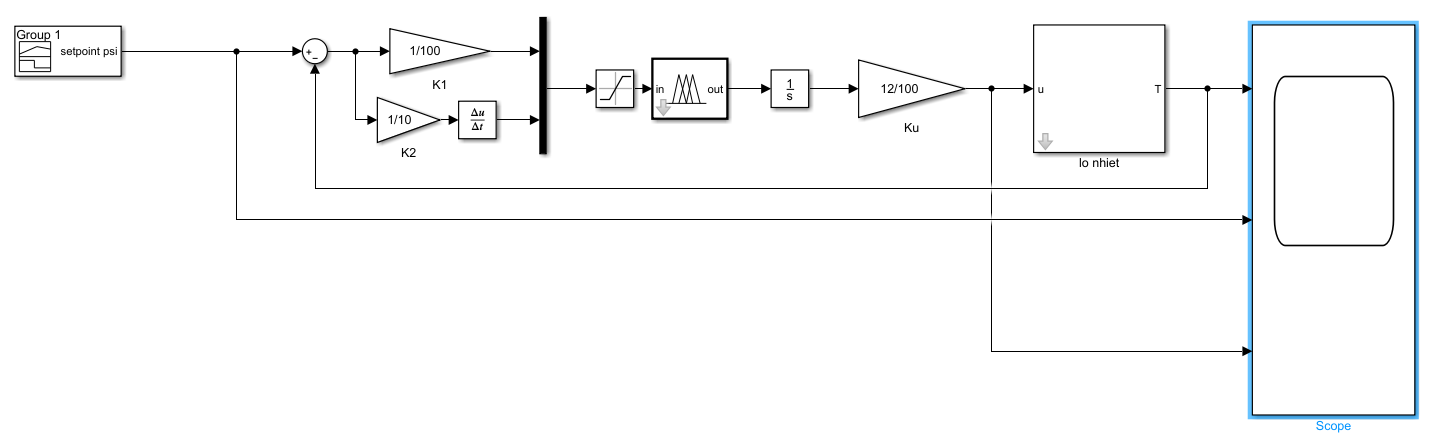 Group 1
setpoint psi
+
−
1/100
K1
1/10
K2
Δu
Δt
in
out
1
s
12/100
Ku
u
T
lo nhiet
Scope